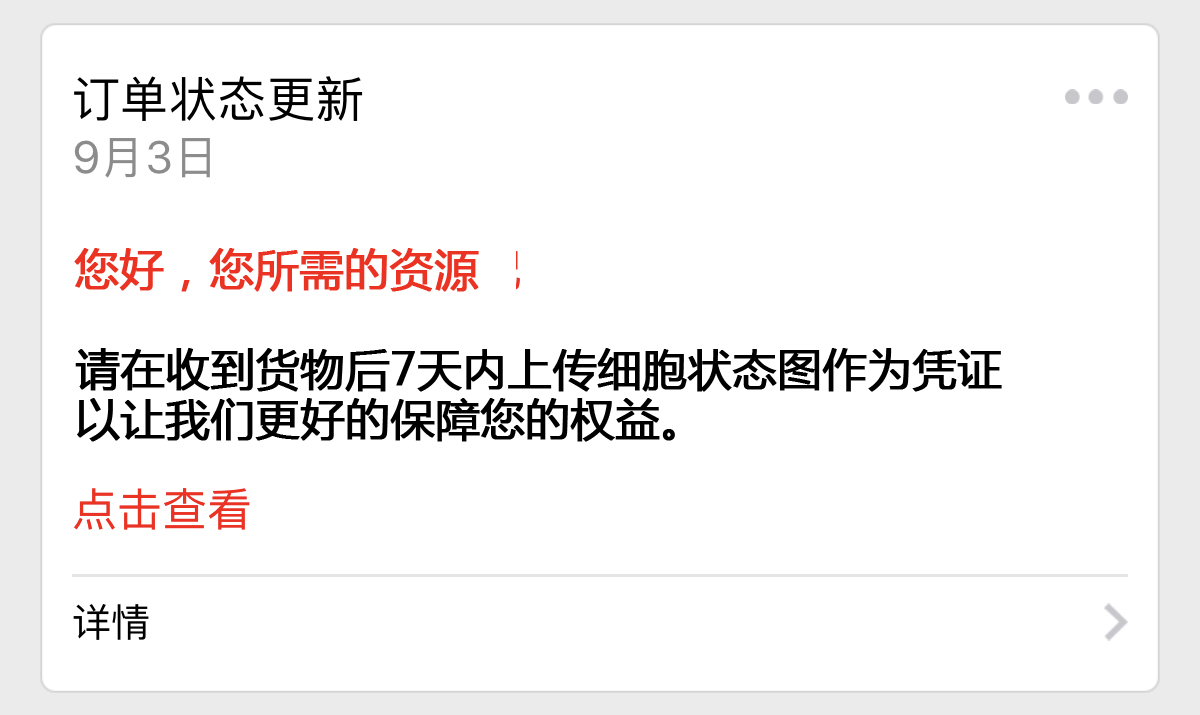 订单状态更新
9月3日
您好，您所需的资源
请在收到货物后7天内上传细胞状态图作为凭证
以让我们更好的保障您的权益。
点击查看
详情